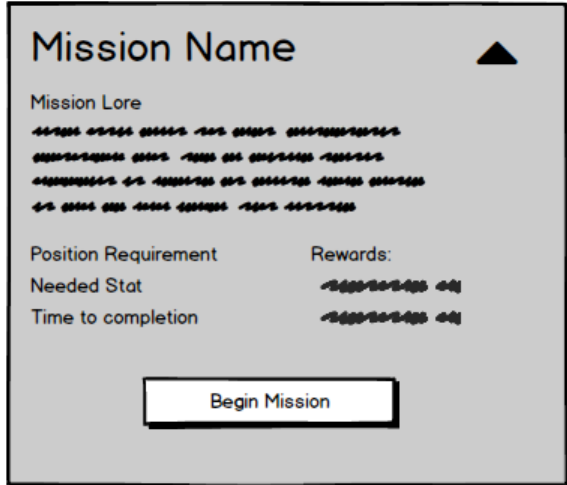 Mission Name
Mission Lore
Position Requirement
Rewards:
Needed Stat
Time to completion
Begin Mission